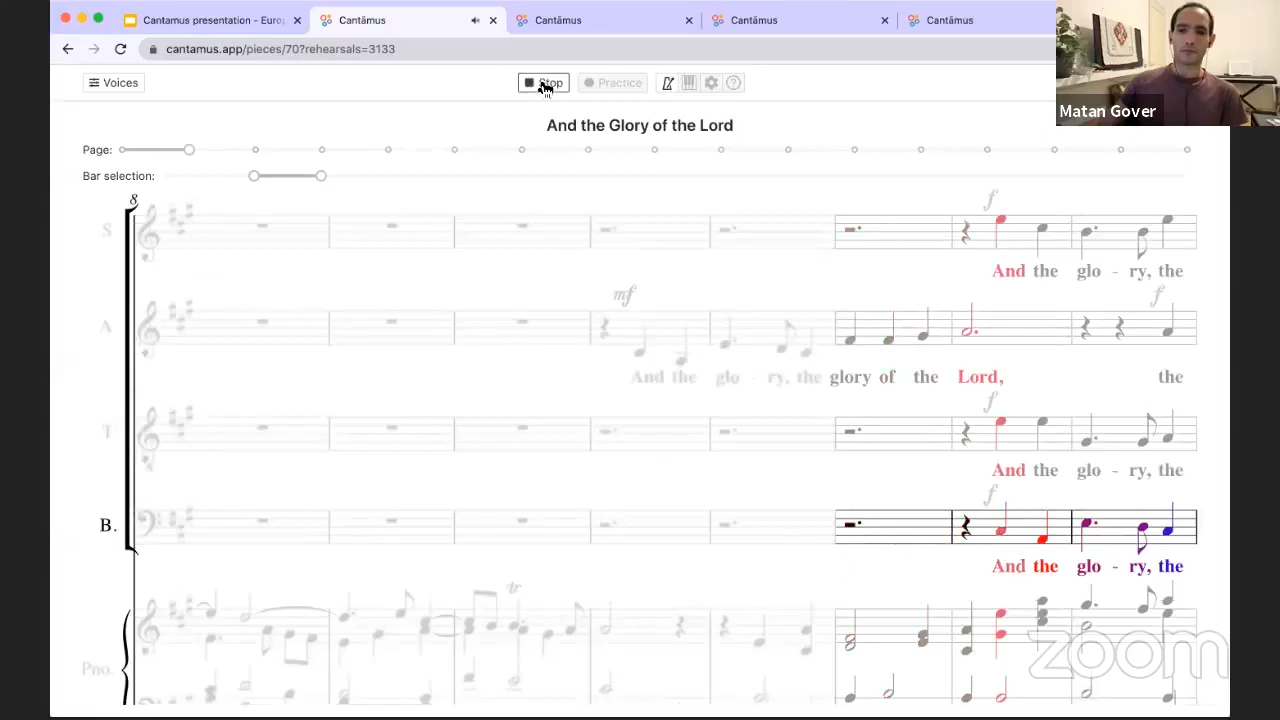 Cantamus presentation - Euro
Cantāmus
Cantāmus
Cantāmus
Cantāmus
cantamus.app/pieces/70?rehearsals=3133
Matan Gover
Voices
Stop
Practice
And the Glory of the Lord
Page:
Bar selection:
8
f
S
And the glo - ry, the
mf
f
A
And the glo - ry, the glory of the Lord, the
f
T
And the glo - ry, the
f
B.
And the glo - ry, the
tr
Pno.
zoom